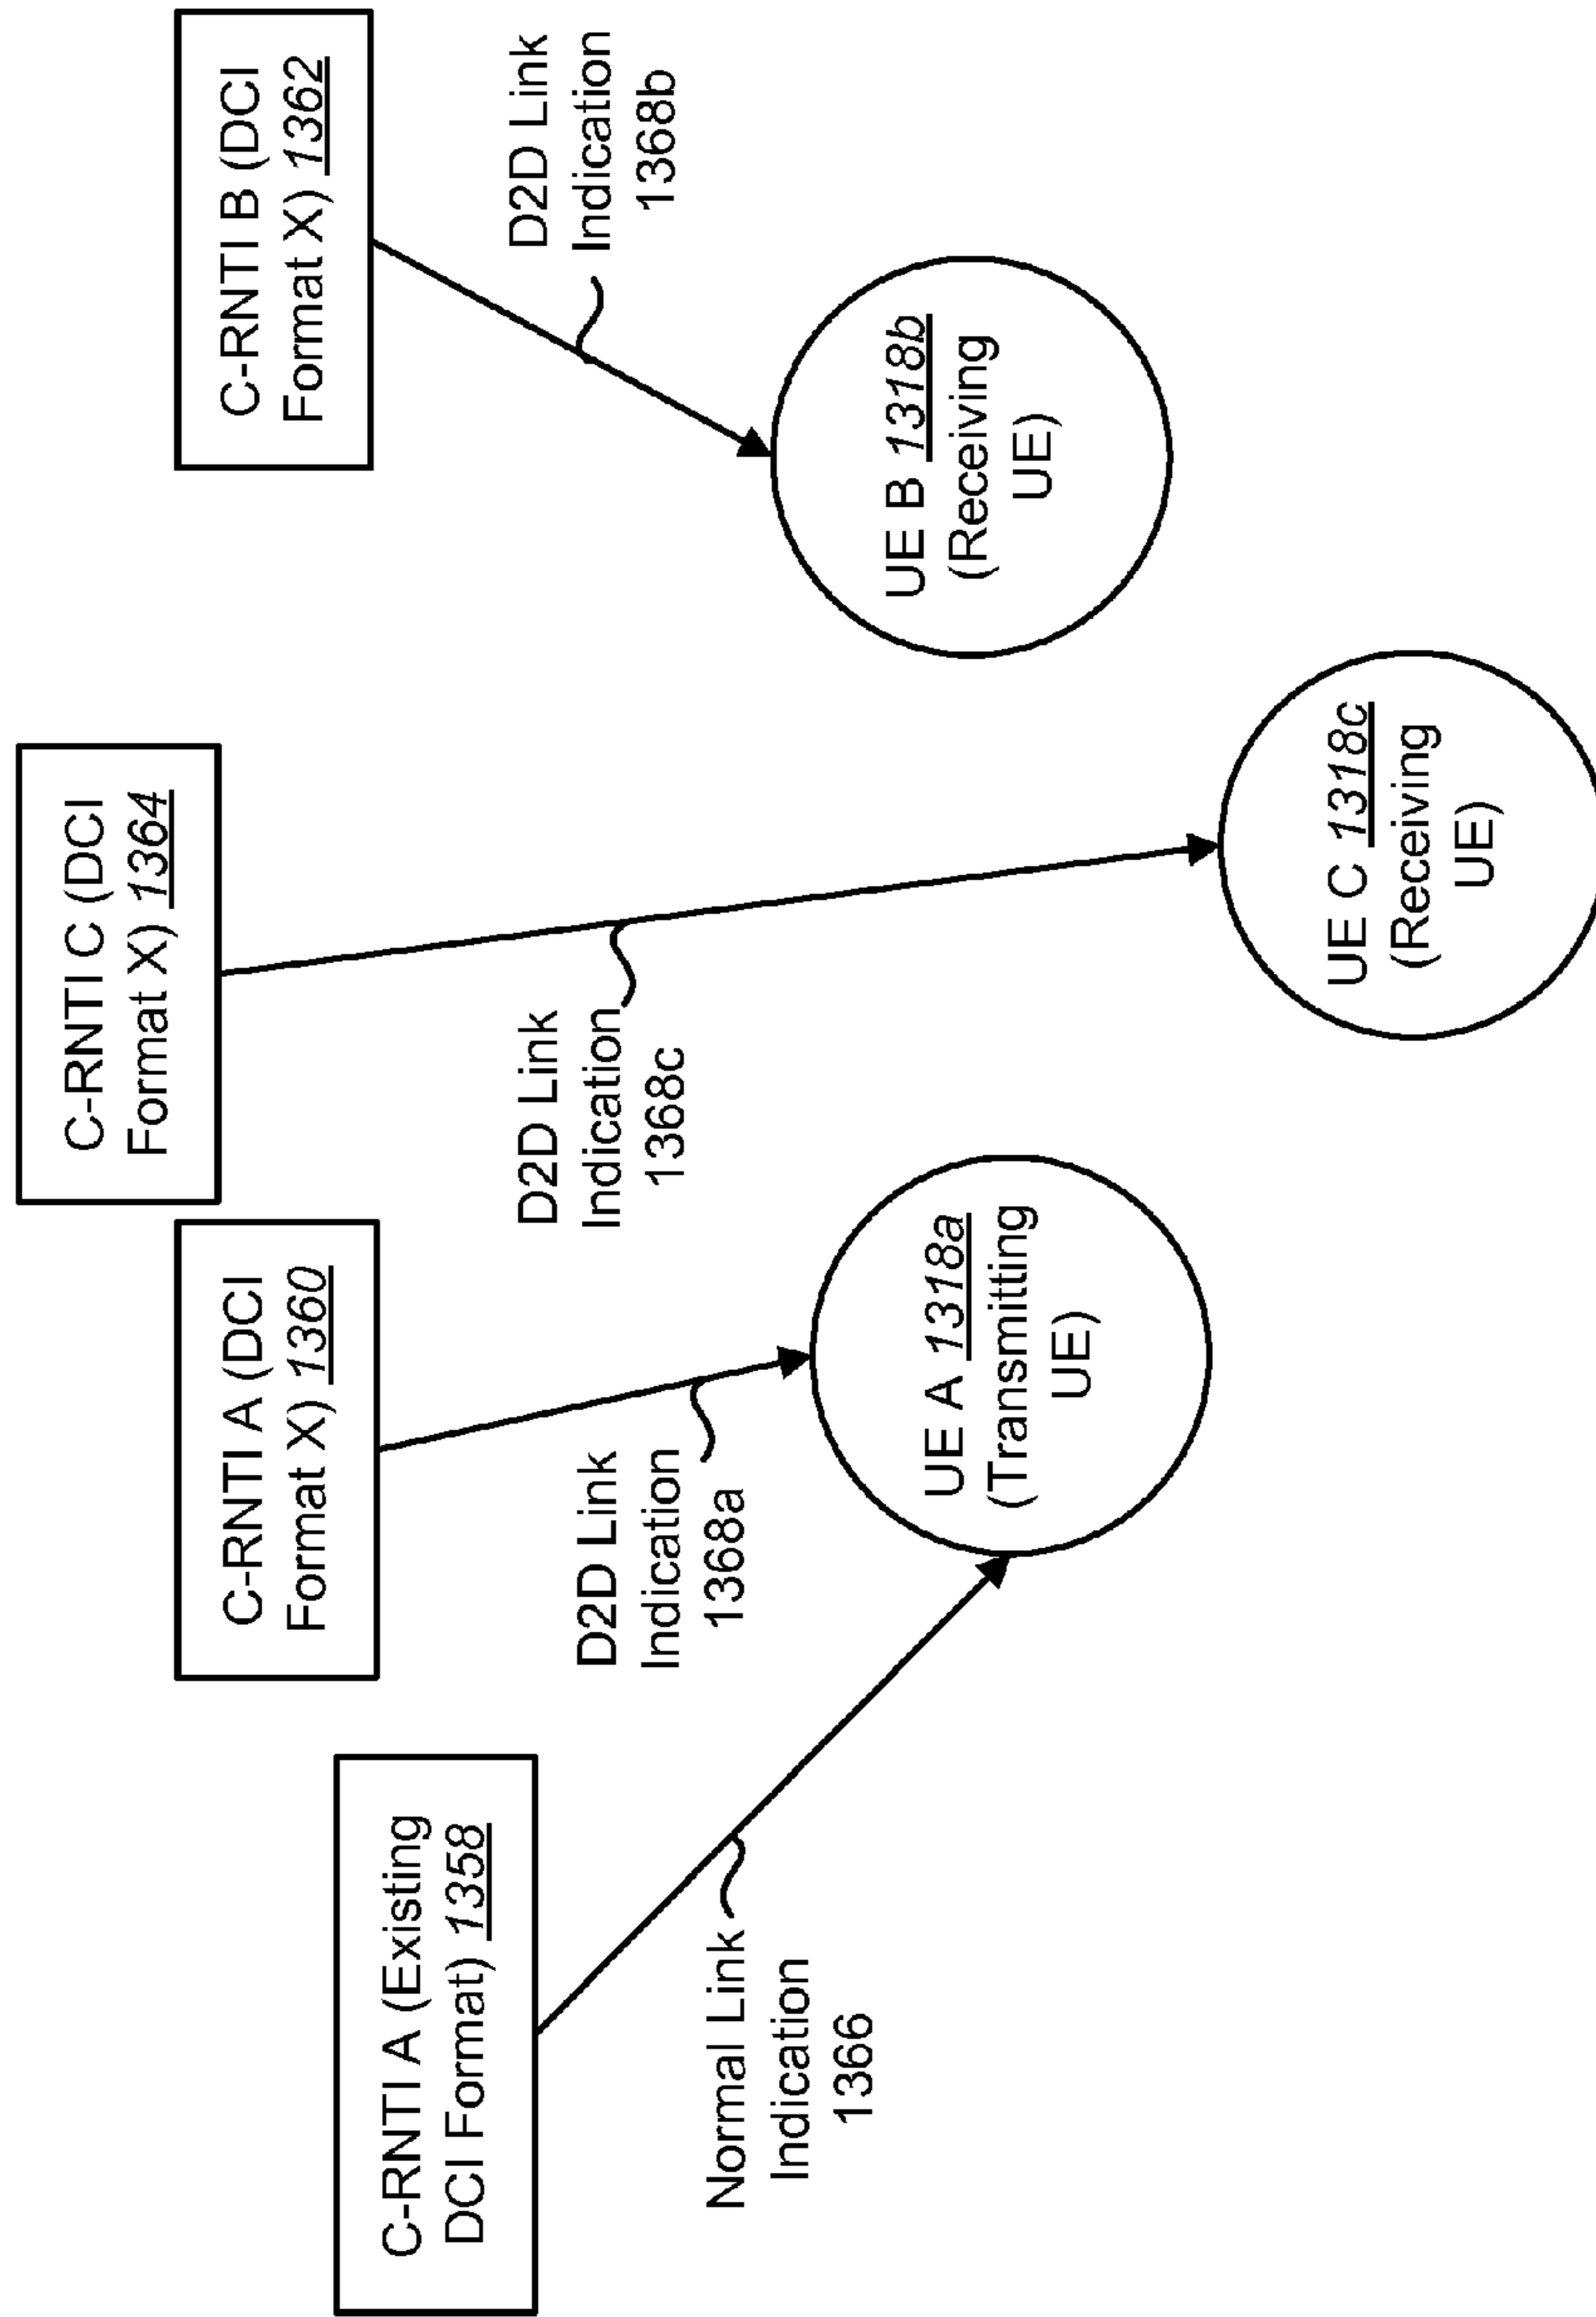 C-RNTI A (Existing
DCI Format) 1358
C-RNTI A (DCI
Format X) 1360
C-RNTI C (DCI
Format X) 1364
C-RNTI B (DCI
Format X) 1362
Normal Link
Indication
1366
D2D Link
Indication
1368a
D2D Link
Indication
1368c
D2D Link
Indication
1368b
UE A 1318a
(Transmitting
UE)
UE C 1318c
(Receiving
UE)
UE B 1318b
(Receiving
UE)